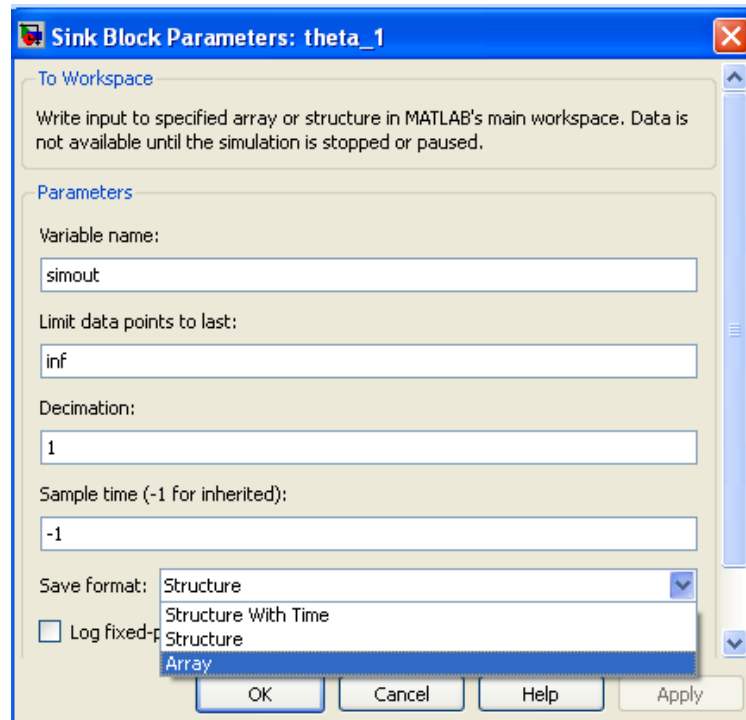 Sink Block Parameters: theta_1
To Workspace
Write input to specified array or structure in MATLAB's main workspace. Data is
not available until the simulation is stopped or paused.
Parameters
Variable name:
simout
Limit data points to last:
inf
Decimation:
1
Sample time (-1 for inherited):
-1
Save format: Structure
Structure With Time
Log fixed-p
Structure
Array
OK Cancel Help Apply